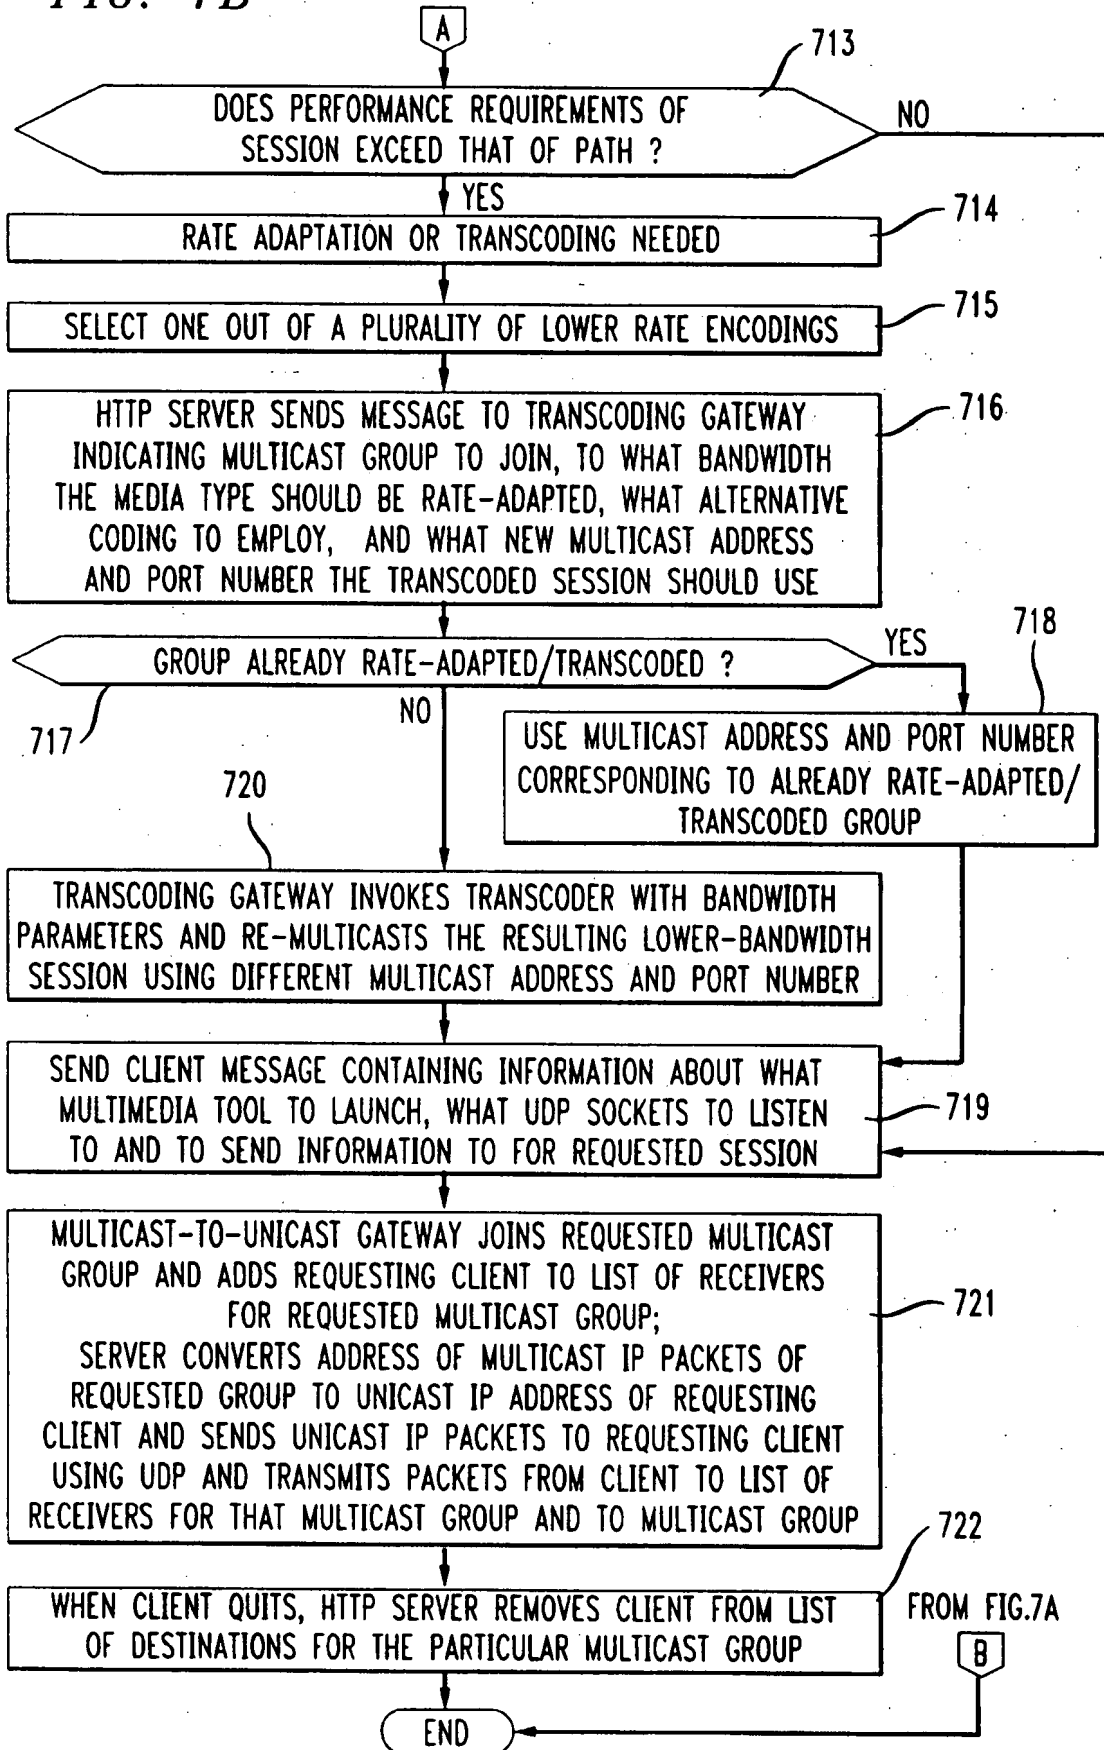 FIG. 7B
A
713
DOES PERFORMANCE REQUIREMENTS OF
SESSION EXCEED THAT OF PATH ?
NO
YES
714
RATE ADAPTATION OR TRANSCODING NEEDED
715
SELECT ONE OUT OF A PLURALITY OF LOWER RATE ENCODINGS
716
HTTP SERVER SENDS MESSAGE TO TRANSCODING GATEWAY
INDICATING MULTICAST GROUP TO JOIN, TO WHAT BANDWIDTH
THE MEDIA TYPE SHOULD BE RATE-ADAPTED, WHAT ALTERNATIVE
CODING TO EMPLOY, AND WHAT NEW MULTICAST ADDRESS
AND PORT NUMBER THE TRANSCODED SESSION SHOULD USE
GROUP ALREADY RATE-ADAPTED/TRANSCODED ?
YES
718
717
NO
USE MULTICAST ADDRESS AND PORT NUMBER
CORRESPONDING TO ALREADY RATE-ADAPTED/
TRANSCODED GROUP
720
TRANSCODING GATEWAY INVOKES TRANSCODER WITH BANDWIDTH
PARAMETERS AND RE-MULTICASTS THE RESULTING LOWER-BANDWIDTH
SESSION USING DIFFERENT MULTICAST ADDRESS AND PORT NUMBER
SEND CLIENT MESSAGE CONTAINING INFORMATION ABOUT WHAT
MULTIMEDIA TOOL TO LAUNCH, WHAT UDP SOCKETS TO LISTEN
TO AND TO SEND INFORMATION TO FOR REQUESTED SESSION
719
MULTICAST-TO-UNICAST GATEWAY JOINS REQUESTED MULTICAST
GROUP AND ADDS REQUESTING CLIENT TO LIST OF RECEIVERS
FOR REQUESTED MULTICAST GROUP;
SERVER CONVERTS ADDRESS OF MULTICAST IP PACKETS OF
REQUESTED GROUP TO UNICAST IP ADDRESS OF REQUESTING
CLIENT AND SENDS UNICAST IP PACKETS TO REQUESTING CLIENT
USING UDP AND TRANSMITS PACKETS FROM CLIENT TO LIST OF
RECEIVERS FOR THAT MULTICAST GROUP AND TO MULTICAST GROUP
721
722
WHEN CLIENT QUITS, HTTP SERVER REMOVES CLIENT FROM LIST
OF DESTINATIONS FOR THE PARTICULAR MULTICAST GROUP
FROM FIG.7A
B
END